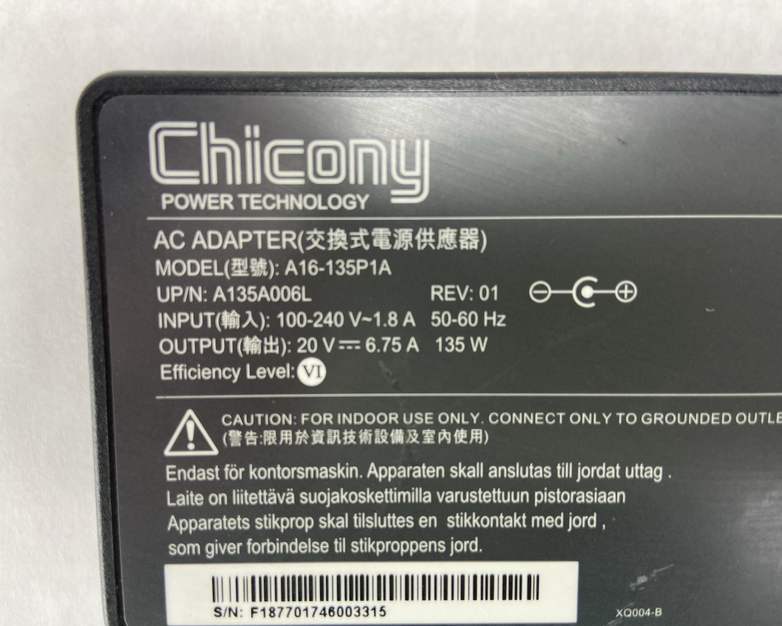 Chicony
POWER TECHNOLOGY
AC ADAPTER(交換式電源供應器)
MODEL(型號): A16-135P1A
UP/N: A135A006L REV: 01
INPUT(輸入): 100-240 V~1.8 A 50-60 Hz
OUTPUT(輸出): 20 V⎓ 6.75 A 135 W
Efficiency Level: VI
CAUTION: FOR INDOOR USE ONLY. CONNECT ONLY TO GROUNDED OUTLE
(警告:限用於資訊技術設備及室內使用)
Endast för kontorsmaskin. Apparaten skall anslutas till jordat uttag .
Laite on liitettävä suojakoskettimilla varustettuun pistorasiaan
Apparatets stikprop skal tilsluttes en stikkontakt med jord ,
som giver forbindelse til stikproppens jord.
S/N: F187701746003315
XQ004-B